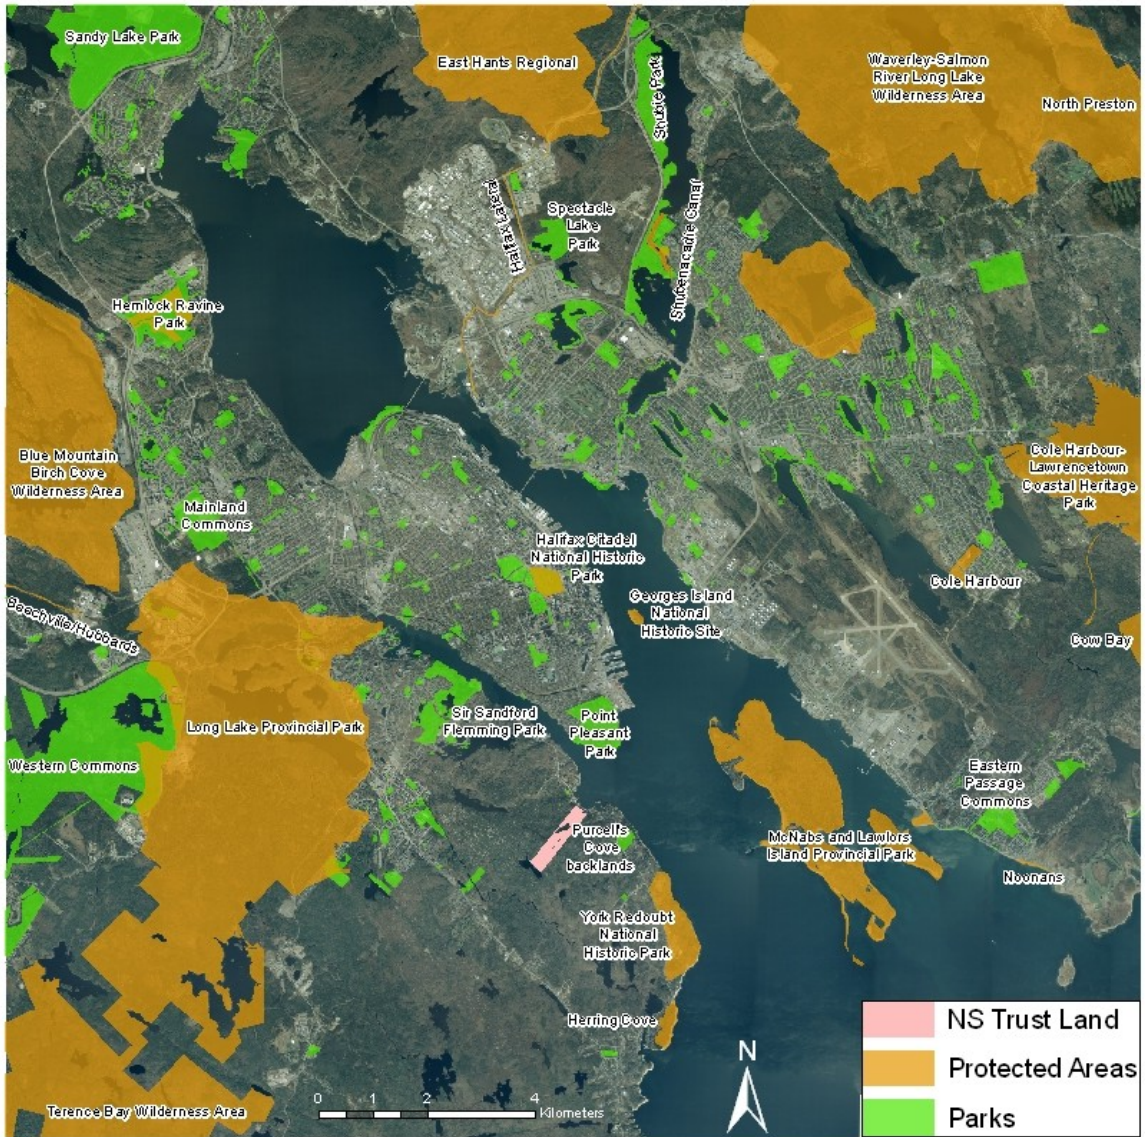 Sandy Lake Park
East Hants Regional
Shubie Park
Waverley-Salmon
River Long Lake
Wilderness Area
North Preston
Halifax Lateral
Spectacle
Lake
Park
Shubenacadie Canal
Hemlock Ravine
Park
Blue Mountain
Birch Cove
Wilderness Area
Mainland
Commons
Cole Harbour-
Lawrencetown
Coastal Heritage
Park
Halifax Citadel
National Historic
Park
Georges Island
National
Historic Site
Cole Harbour
Beechville/Hubbards
Cow Bay
Long Lake Provincial Park
Sir Sandford
Flemming Park
Point
Pleasant
Park
Western Commons
Eastern
Passage
Commons
Purcell's
Cove
backlands
McNabs and Lawlors
Island Provincial Park
Noonans
York Redoubt
National
Historic Park
Herring Cove
Terence Bay Wilderness Area
0 1 2 4
Kilometers
N
NS Trust Land
Protected Areas
Parks